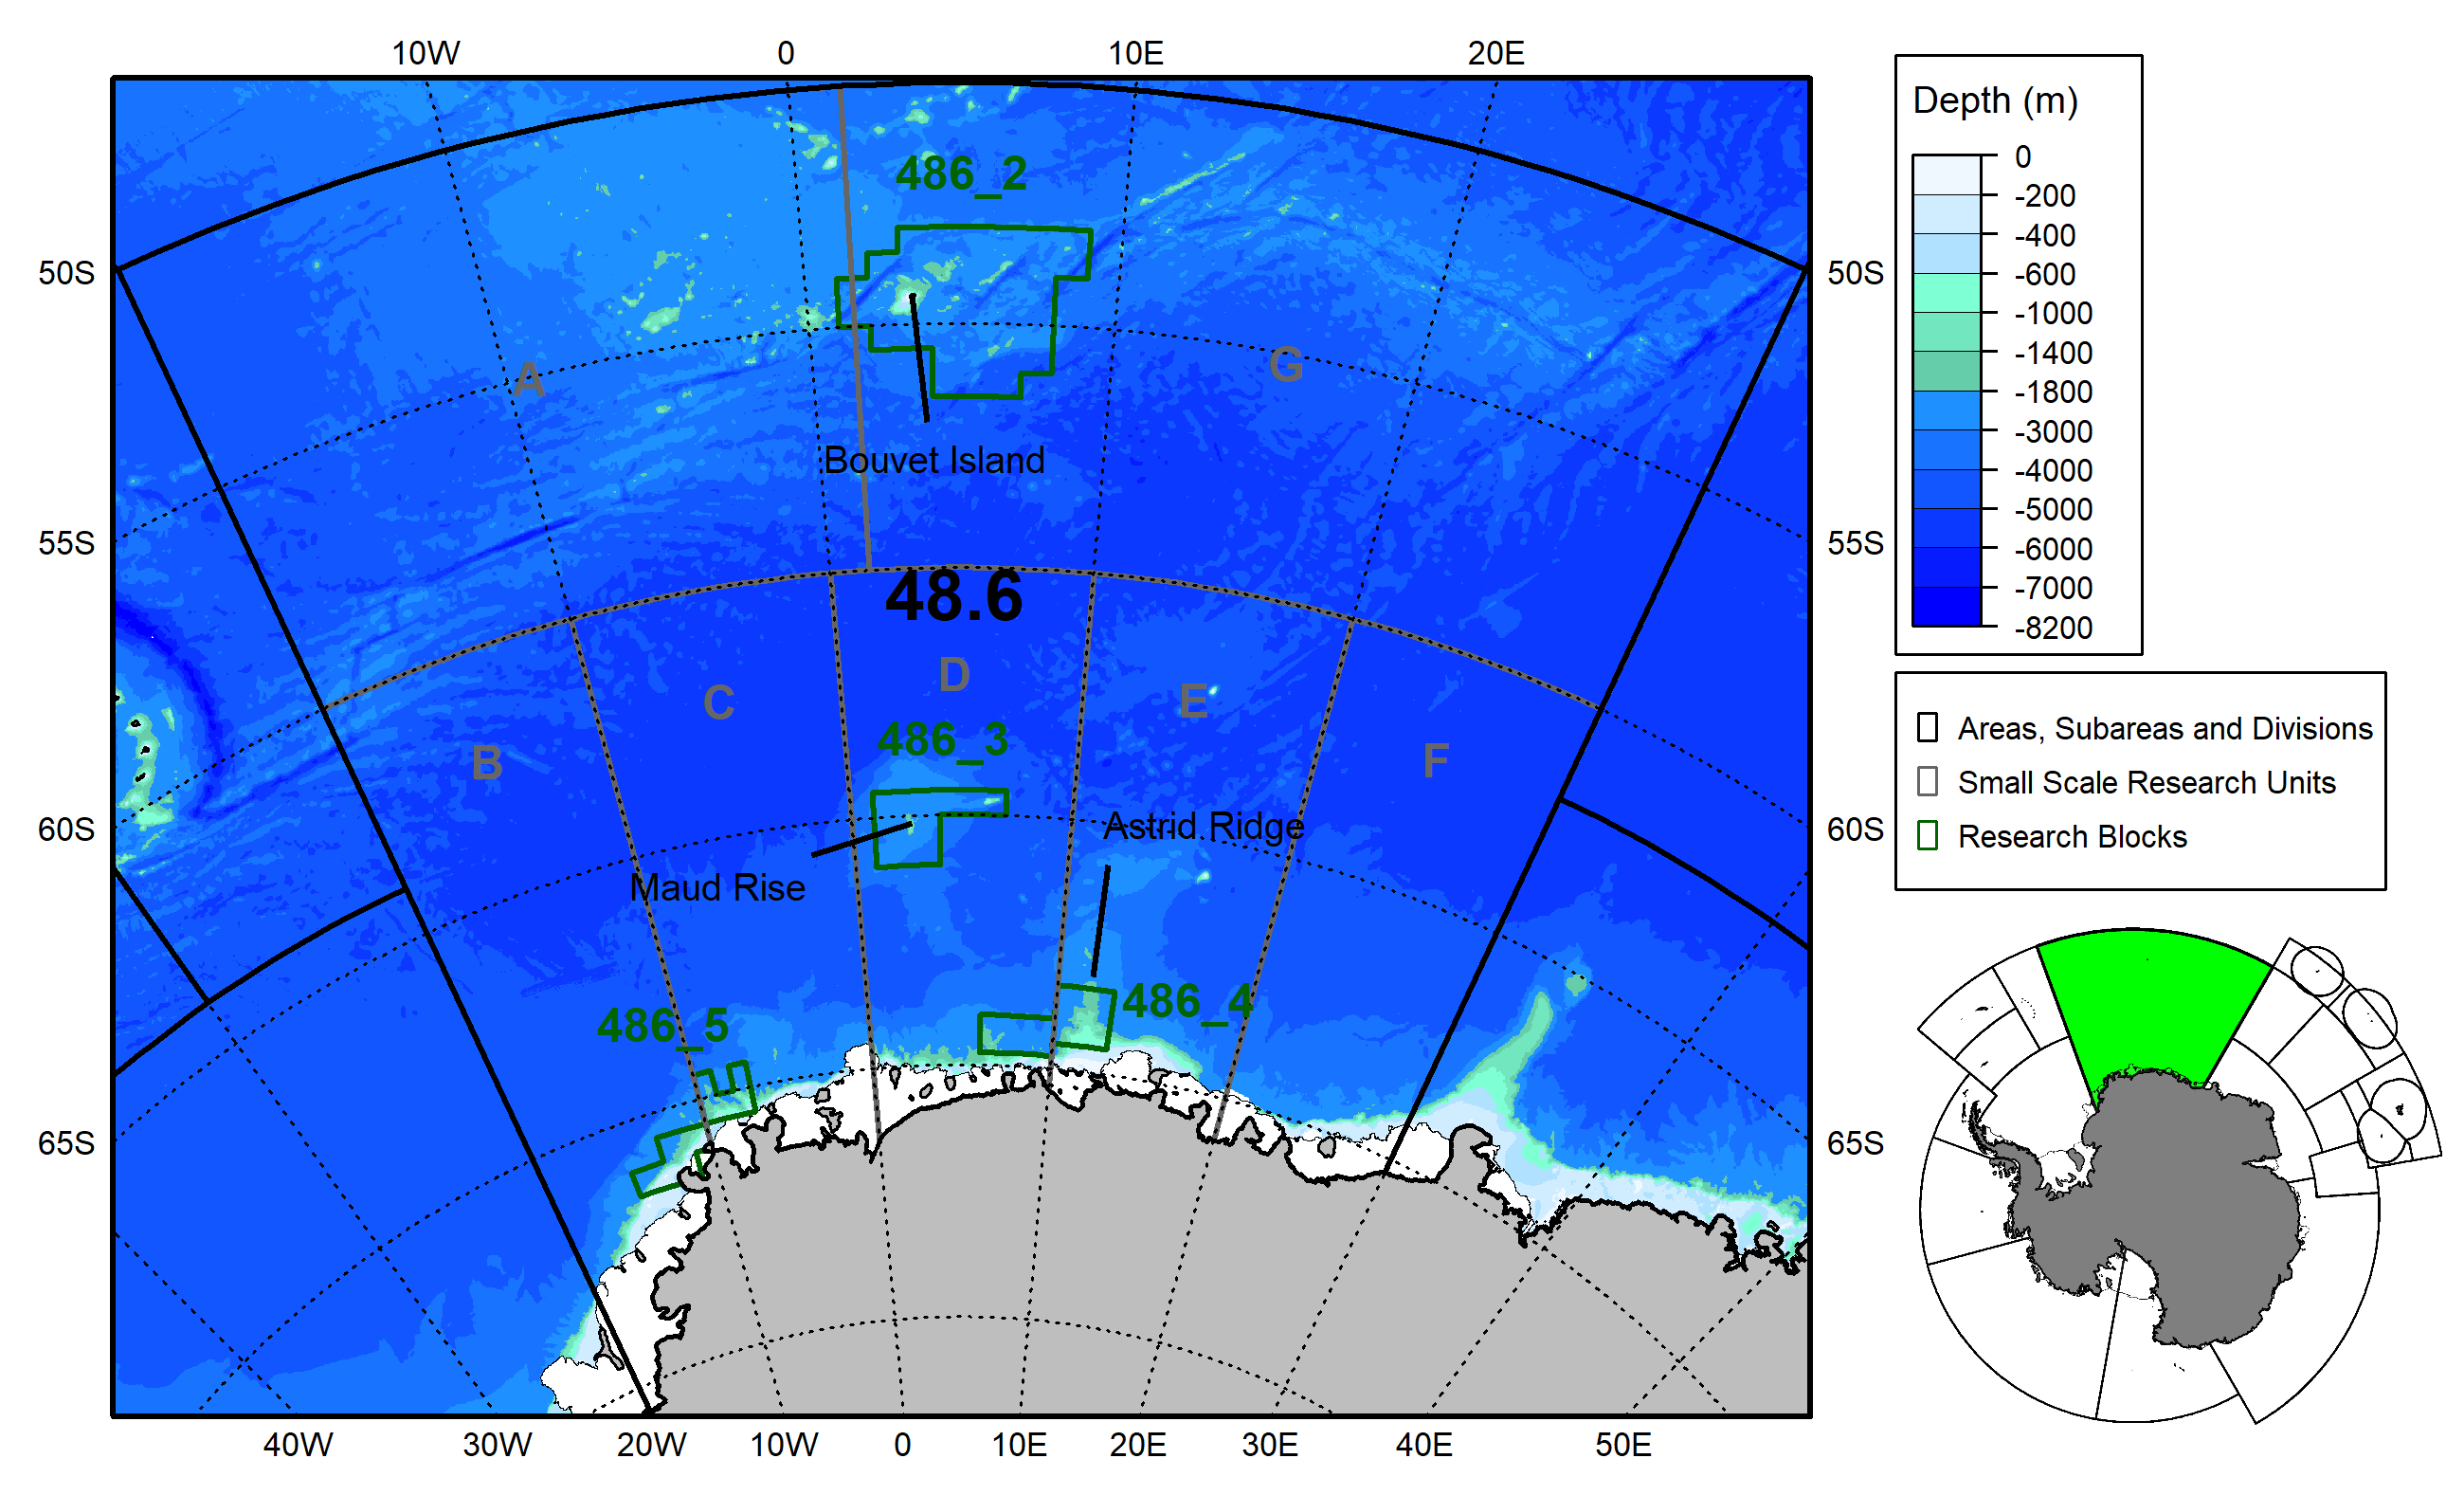 10W
0
10E
20E
50S
55S
60S
65S
50S
55S
60S
65S
40W
30W
20W
10W
0
10E
20E
30E
40E
50E
486_2
A
G
Bouvet Island
48.6
D
C
E
486_3
B
F
Astrid Ridge
Maud Rise
486_4
486_5
Depth (m)
0
-200
-400
-600
-1000
-1400
-1800
-3000
-4000
-5000
-6000
-7000
-8200
Areas, Subareas and Divisions
Small Scale Research Units
Research Blocks